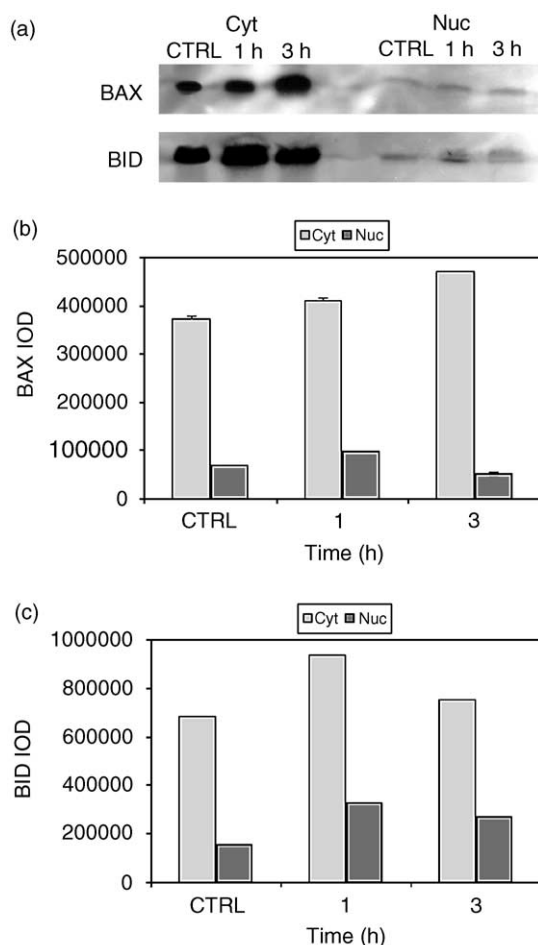 (a)
Cyt Nuc
CTRL 1 h 3 h CTRL 1 h 3 h
BAX
BID
(b)
Cyt Nuc
500000
400000
300000
200000
100000
0
BAX IOD
CTRL 1 3
Time (h)
(c)
Cyt Nuc
1000000
800000
600000
400000
200000
0
BID IOD
CTRL 1 3
Time (h)